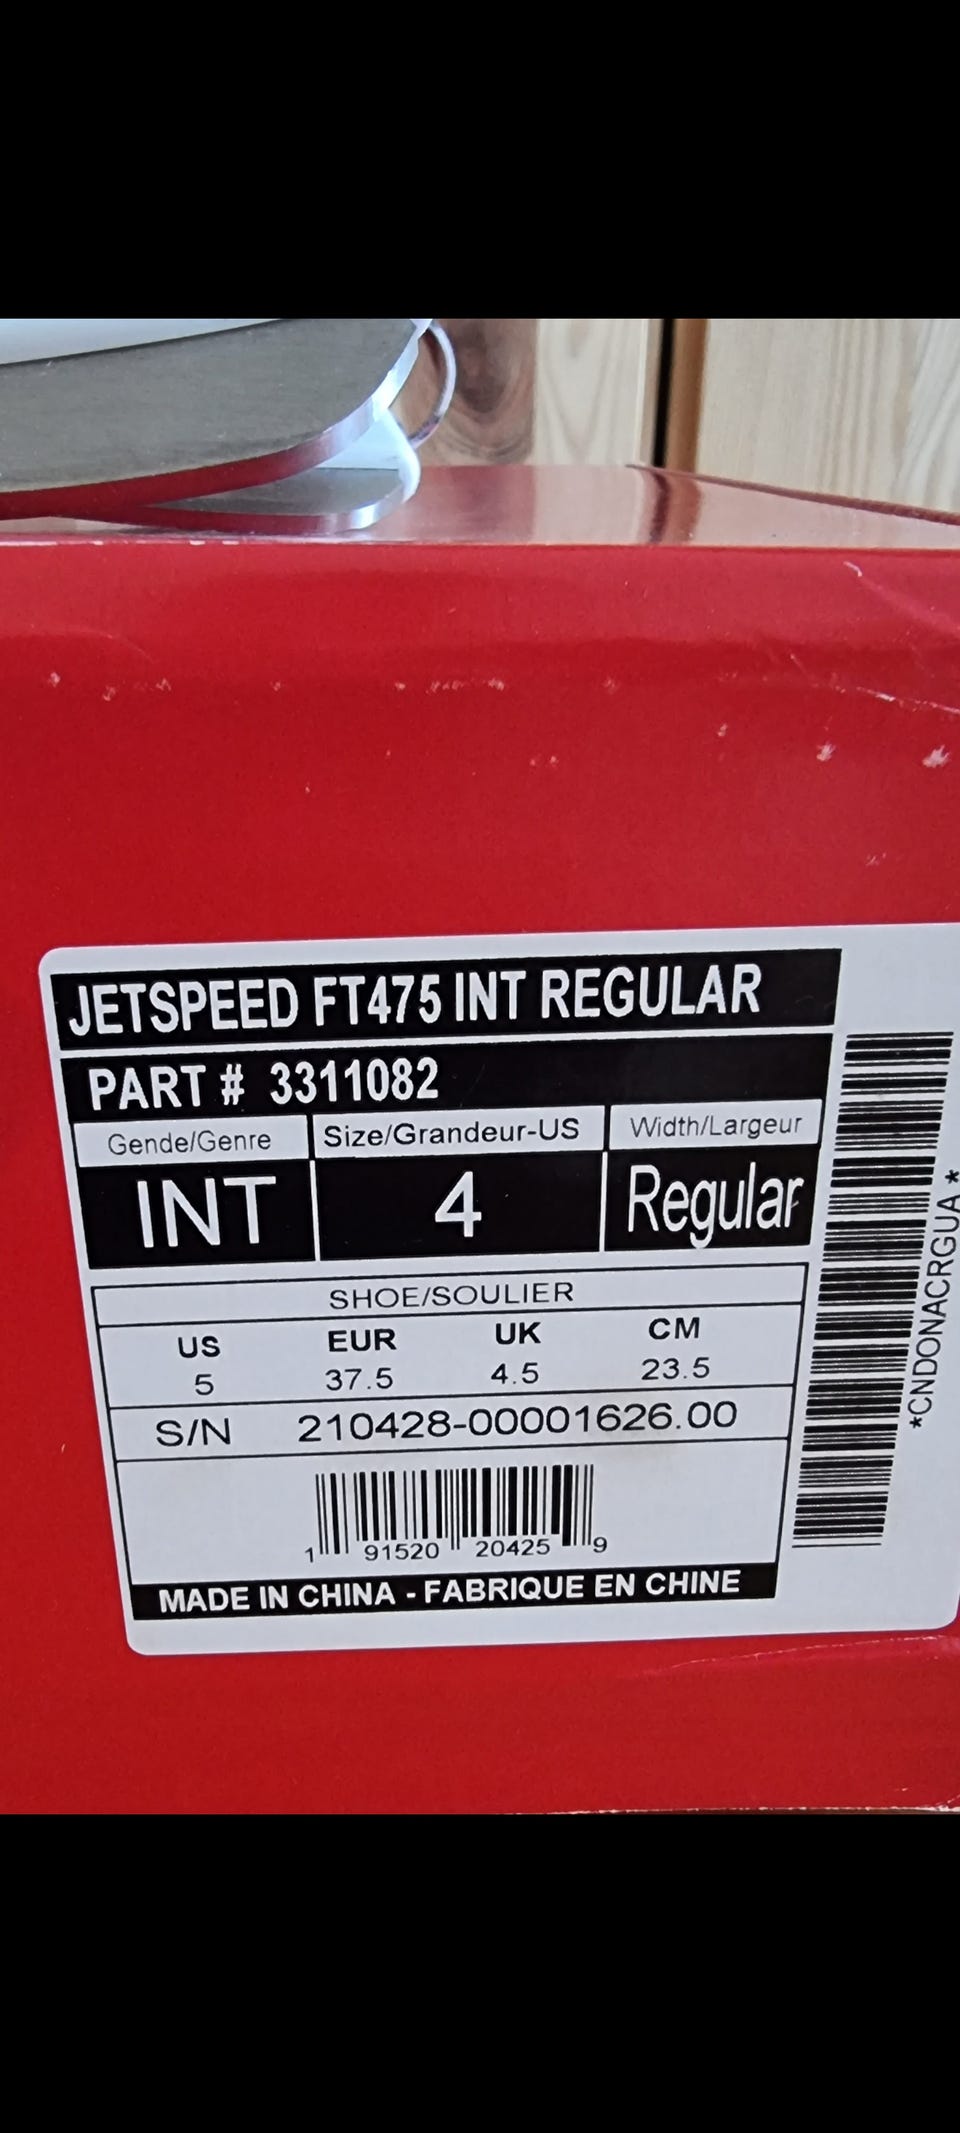 JETSPEED FT475 INT REGULAR
PART # 3311082
Gende/Genre Size/Grandeur-US Width/Largeur
INT 4 Regular
SHOE/SOULIER
US EUR UK CM
5 37.5 4.5 23.5
S/N 210428-00001626.00
1 91520 20425 9
MADE IN CHINA - FABRIQUE EN CHINE
*CNDONACRGUA *